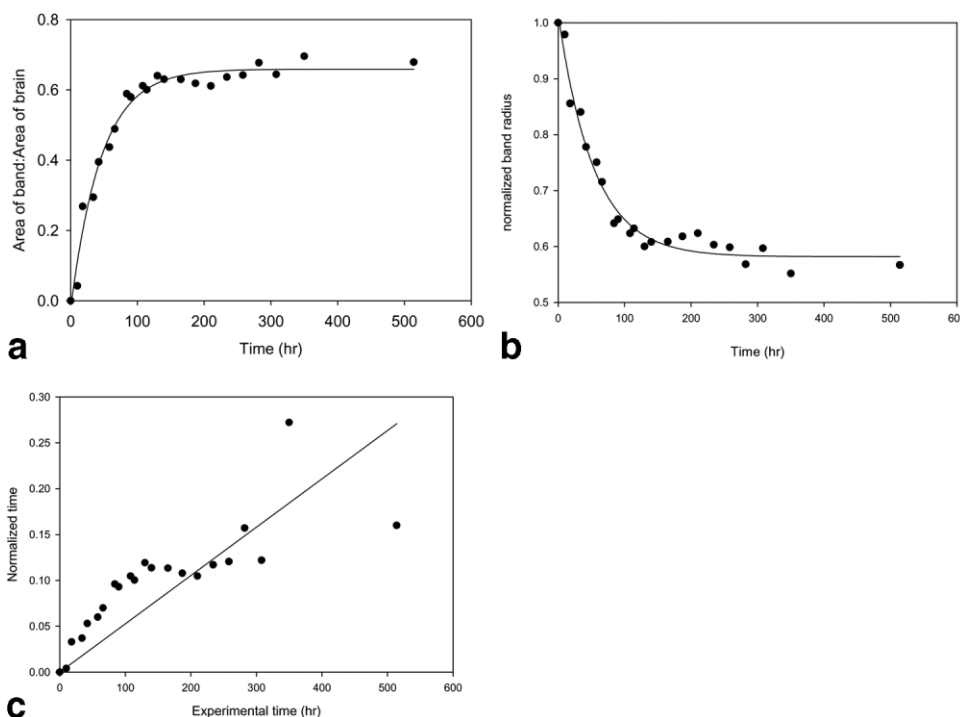 0.8
0.6
0.4
0.2
0.0
Area of band:Area of brain
0 100 200 300 400 500 600
Time (hr)
a
1.0
0.9
0.8
0.7
0.6
0.5
normalized band radius
0 100 200 300 400 500 600
Time (hr)
b
0.30
0.25
0.20
0.15
0.10
0.05
0.00
Normalized time
0 100 200 300 400 500 600
Experimental time (hr)
c